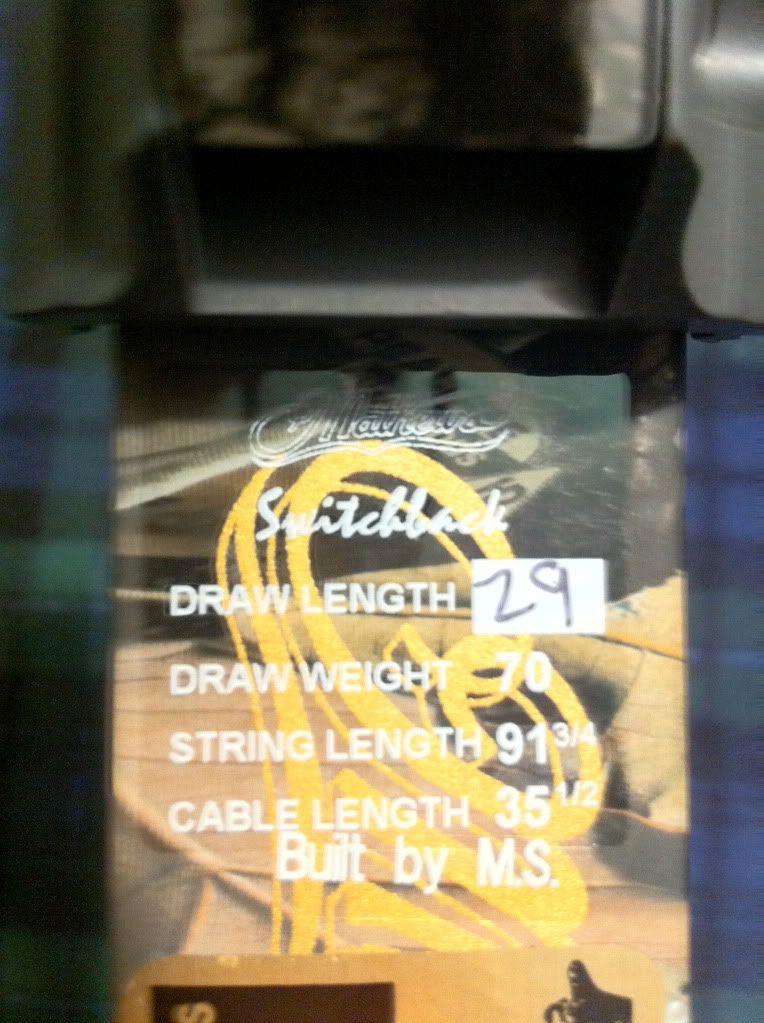 Mathews
Switchback
DRAW LENGTH 29
DRAW WEIGHT 70
STRING LENGTH 91 3/4
CABLE LENGTH 35 1/2
Built by M.S.
S